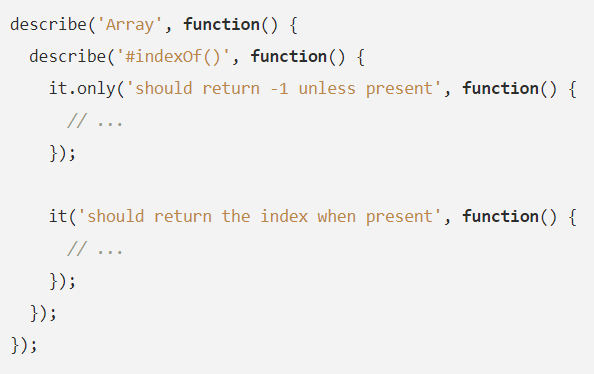 describe('Array', function() {
  describe('#indexOf()', function() {
    it.only('should return -1 unless present', function() {
      // ...
    });

    it('should return the index when present', function() {
      // ...
    });
  });
});